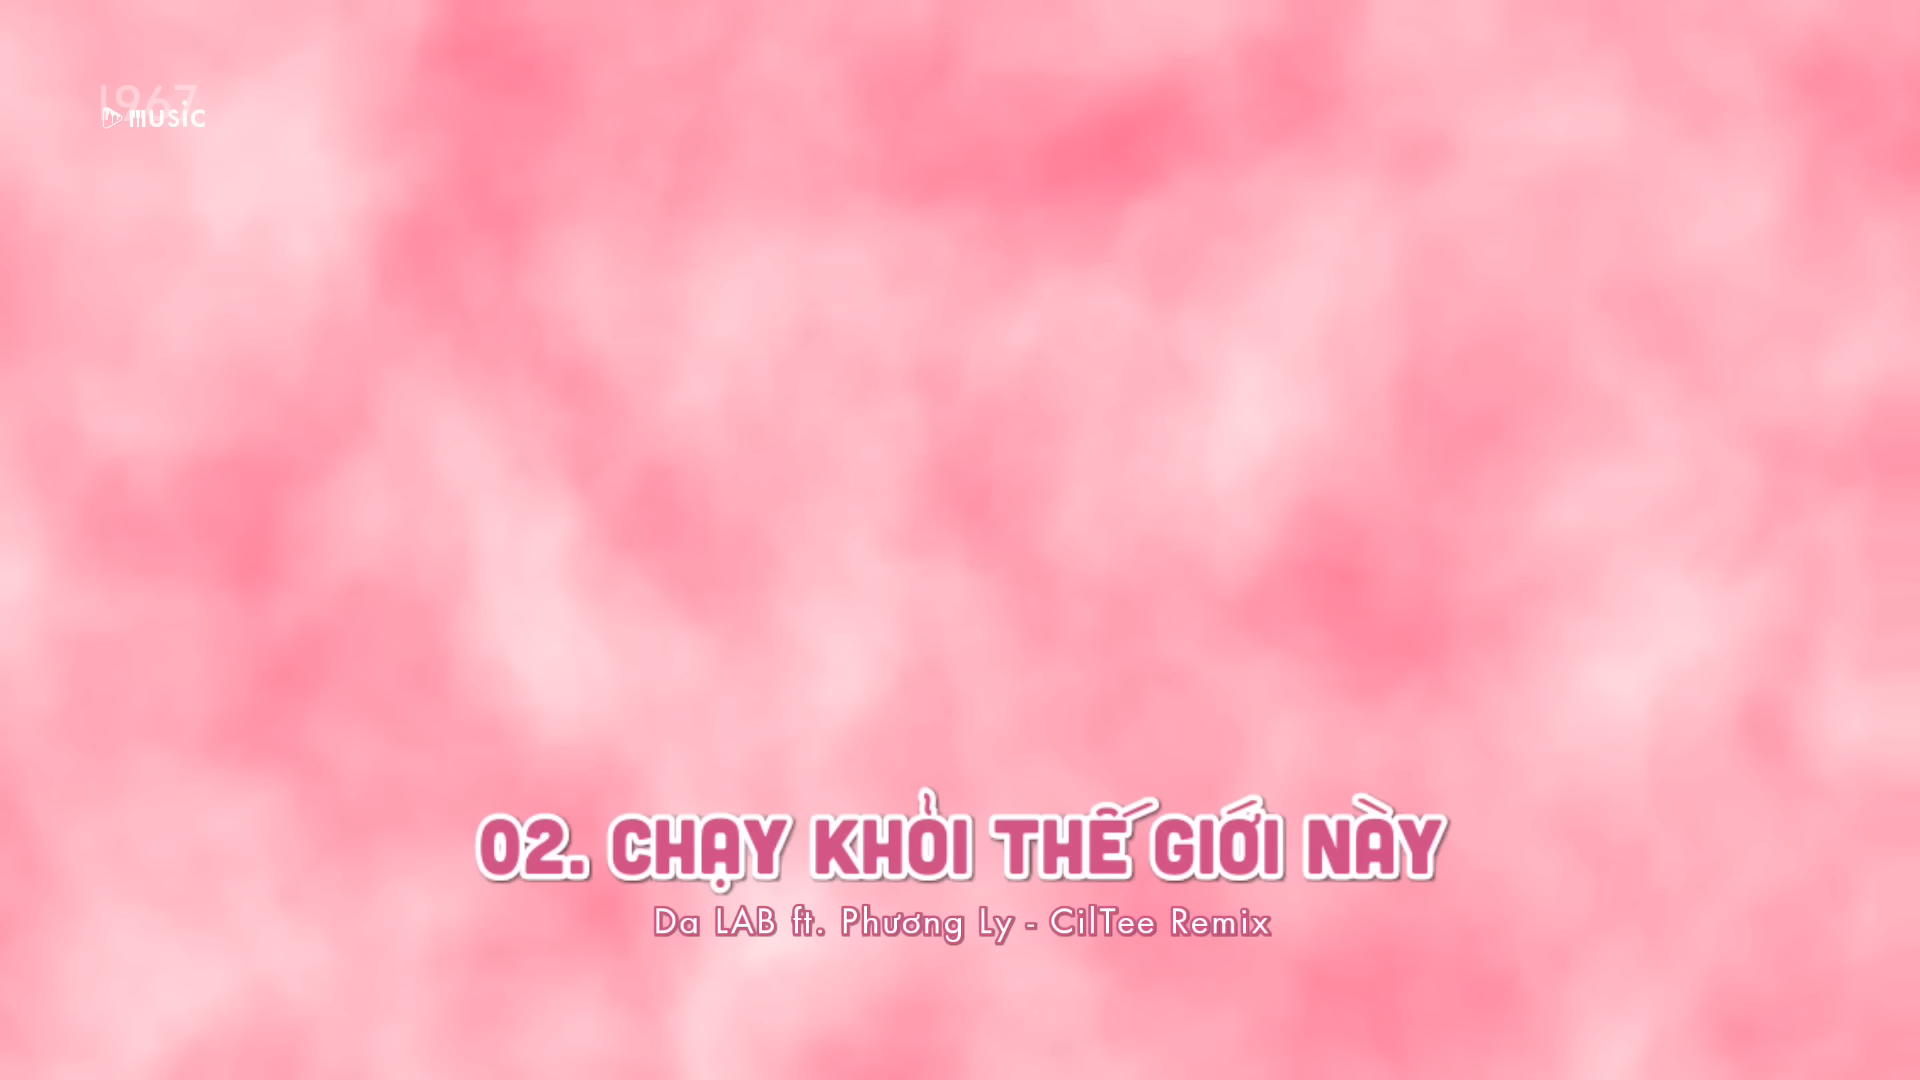 1967
music
02. CHẠY KHỎI THẾ GIỚI NÀY
Da LAB ft. Phương Ly - CilTee Remix